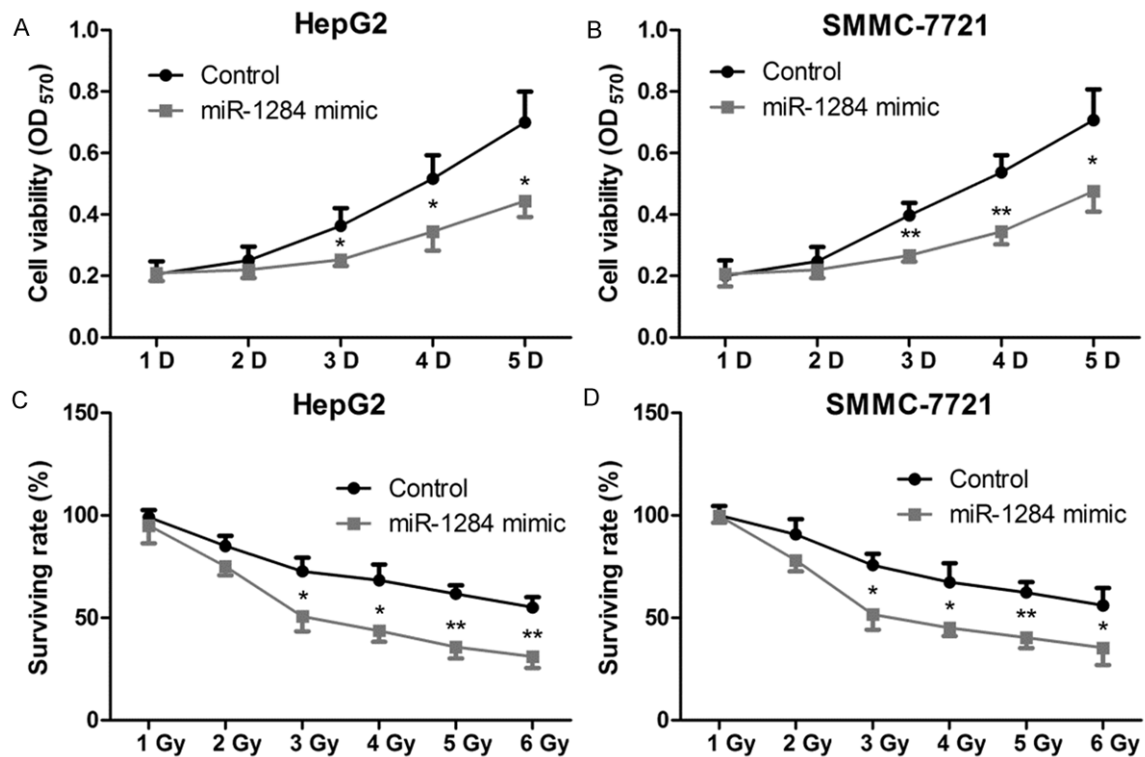 A
HepG2
Control
miR-1284 mimic
Cell viability (OD570)
1.0
0.8
0.6
0.4
0.2
0.0
*
*
*
1 D 2 D 3 D 4 D 5 D
B
SMMC-7721
Control
miR-1284 mimic
Cell viability (OD570)
1.0
0.8
0.6
0.4
0.2
0.0
**
**
*
1 D 2 D 3 D 4 D 5 D
C
HepG2
Control
miR-1284 mimic
Surviving rate (%)
150
100
50
0
*
*
**
**
1 Gy 2 Gy 3 Gy 4 Gy 5 Gy 6 Gy
D
SMMC-7721
Control
miR-1284 mimic
Surviving rate (%)
150
100
50
0
*
*
**
*
1 Gy 2 Gy 3 Gy 4 Gy 5 Gy 6 Gy